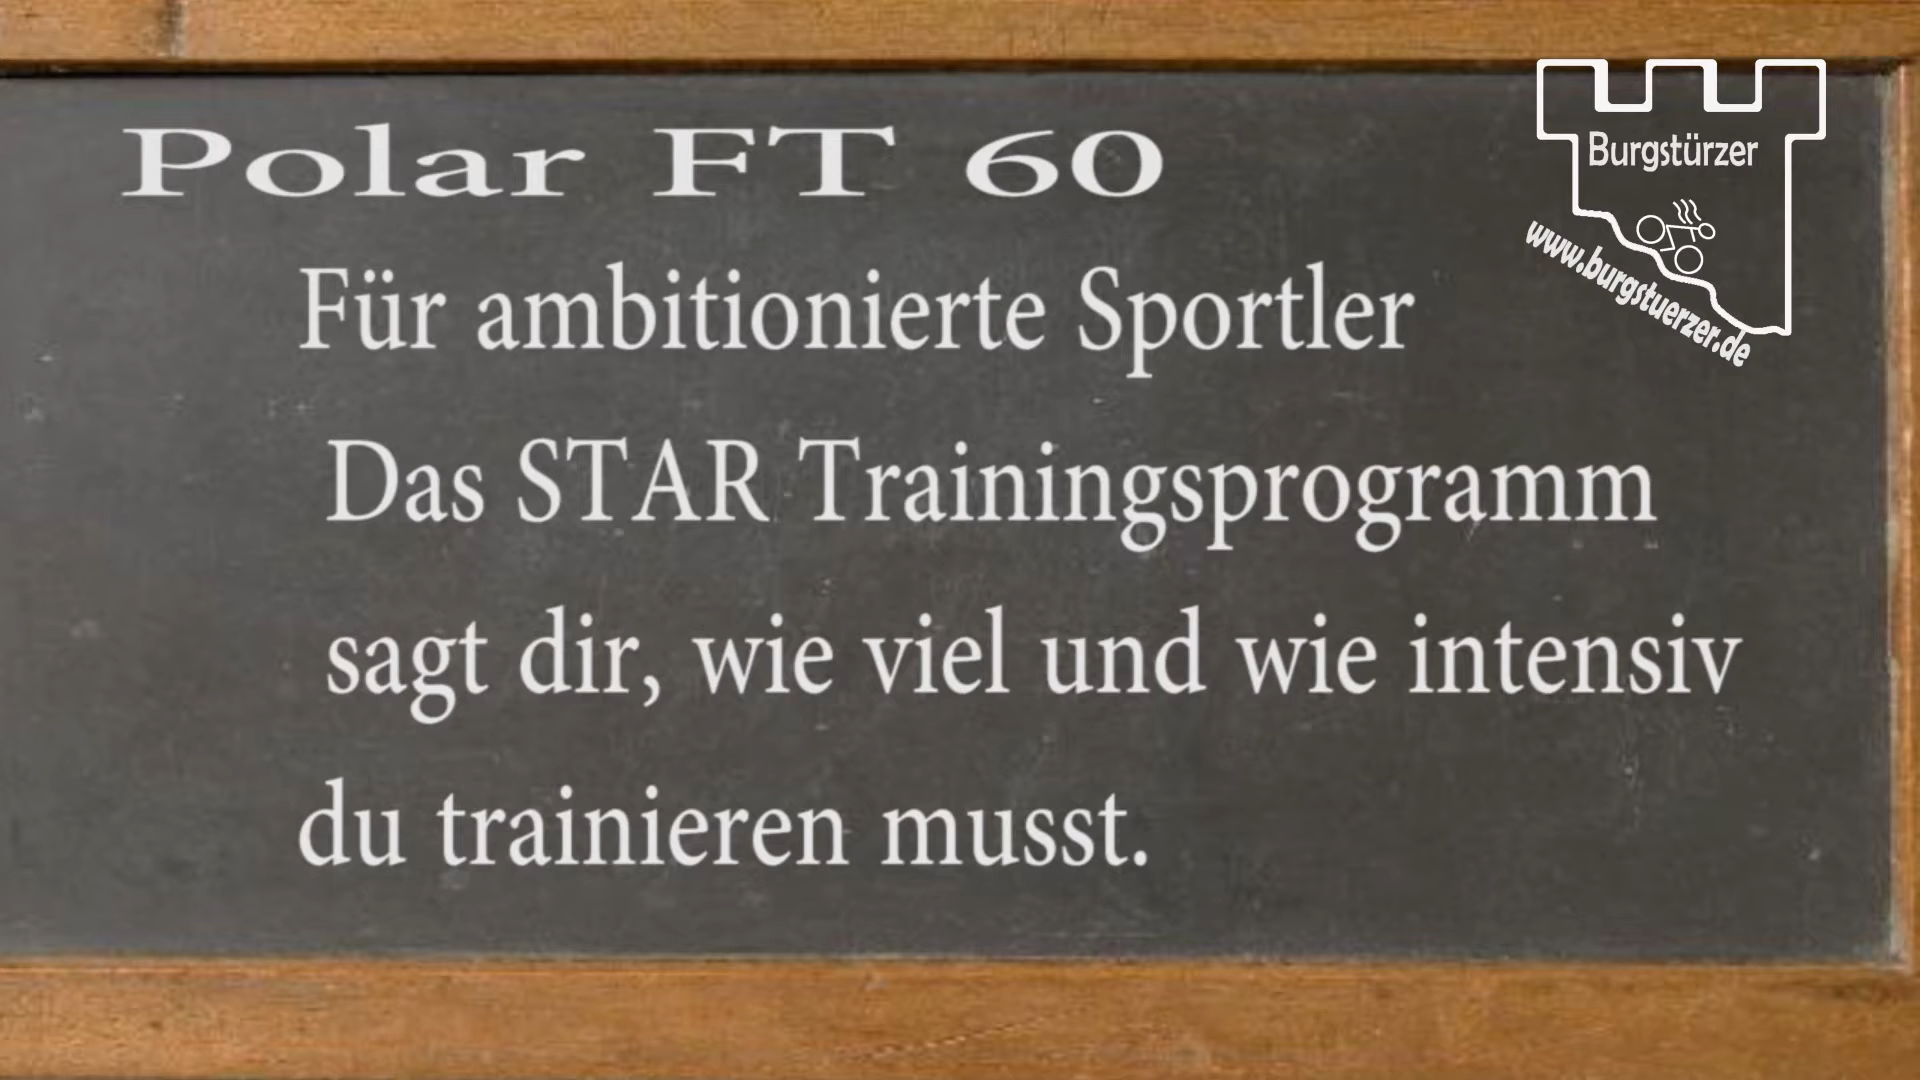 Polar FT 60
Burgstürzer
www.burgstuerzer.de
Für ambitionierte Sportler
Das STAR Trainingsprogramm
sagt dir, wie viel und wie intensiv
du trainieren musst.